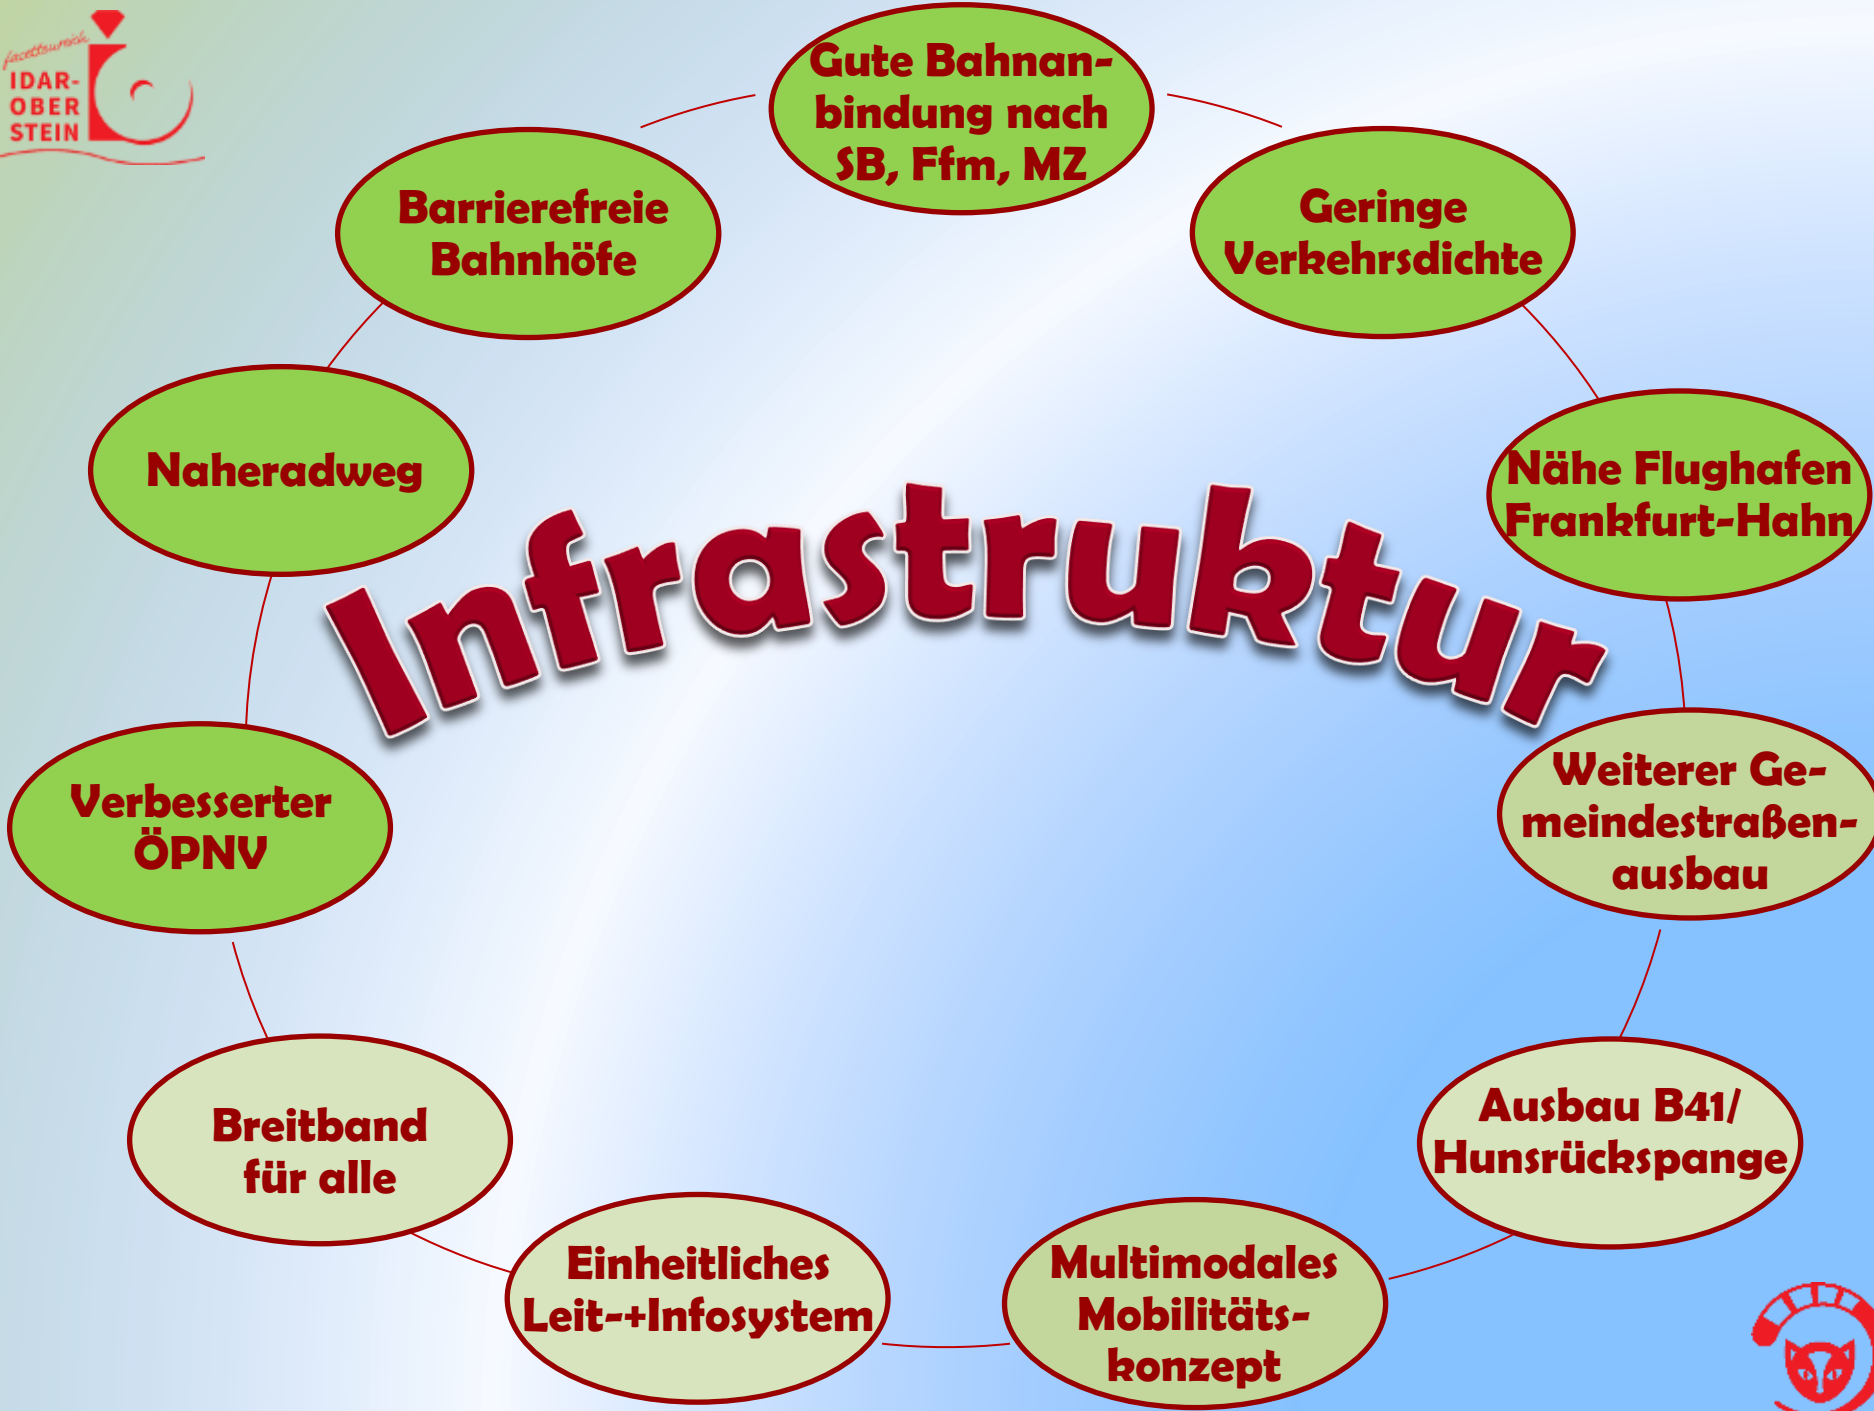 facettenreich
IDAR-
OBER
STEIN
Gute Bahnan-
bindung nach
SB, Ffm, MZ
Barrierefreie
Bahnhöfe
Geringe
Verkehrsdichte
Naheradweg
Nähe Flughafen
Frankfurt-Hahn
Infrastruktur
Verbesserter
ÖPNV
Weiterer Ge-
meindestraßen-
ausbau
Breitband
für alle
Ausbau B41/
Hunsrückspange
Einheitliches
Leit-+Infosystem
Multimodales
Mobilitäts-
konzept